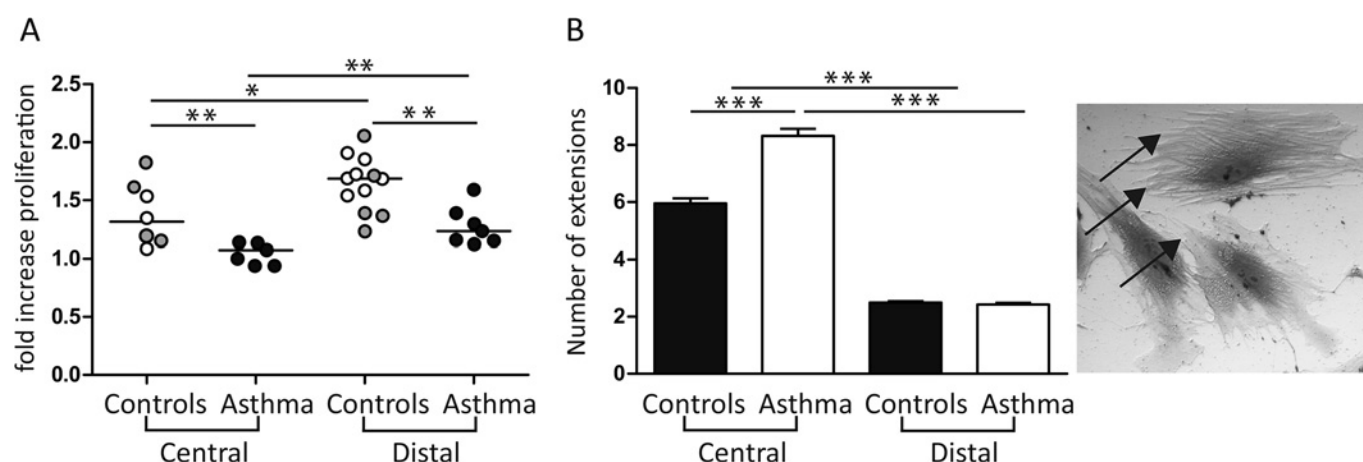 A
fold increase proliferation
2.5
2.0
1.5
1.0
0.5
0.0
**
*
**
**
Controls Asthma Controls Asthma
Central Distal
B
Number of extensions
10
8
6
4
2
0
***
***
***
Controls Asthma Controls Asthma
Central Distal